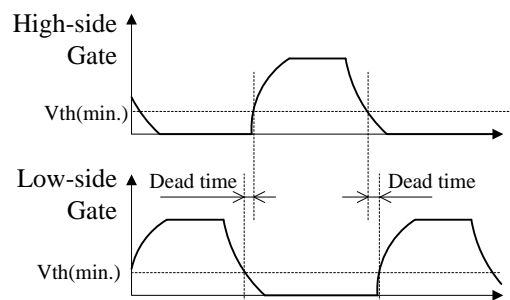 High-side
Gate
Vth(min.)
Low-side
Gate
Dead time
Dead time
Vth(min.)